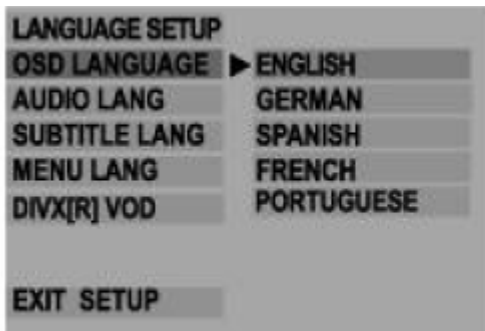 LANGUAGE SETUP
OSD LANGUAGE ▶ ENGLISH
AUDIO LANG GERMAN
SUBTITLE LANG SPANISH
MENU LANG FRENCH
DIVX[R] VOD PORTUGUESE
EXIT SETUP